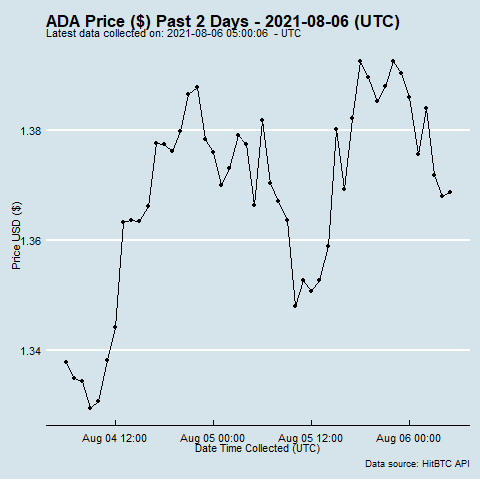 ADA Price ($) Past 2 Days - 2021-08-06 (UTC)
Latest data collected on: 2021-08-06 05:00:06  - UTC
Price USD ($)
1.38
1.36
1.34
Aug 04 12:00 Aug 05 00:00 Aug 05 12:00 Aug 06 00:00
Date Time Collected (UTC)
Data source: HitBTC API